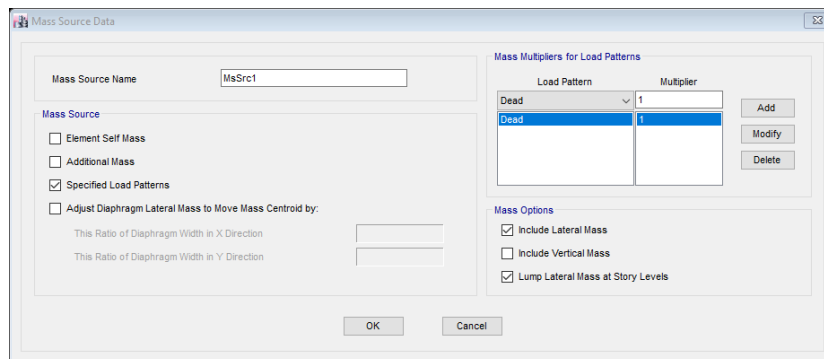 Mass Source Data
Mass Source Name MsSrc1
Mass Source
Element Self Mass
Additional Mass
Specified Load Patterns
Adjust Diaphragm Lateral Mass to Move Mass Centroid by:
This Ratio of Diaphragm Width in X Direction
This Ratio of Diaphragm Width in Y Direction
Mass Multipliers for Load Patterns
Load Pattern Multiplier
Dead 1
Dead 1
Add
Modify
Delete
Mass Options
Include Lateral Mass
Include Vertical Mass
Lump Lateral Mass at Story Levels
OK Cancel